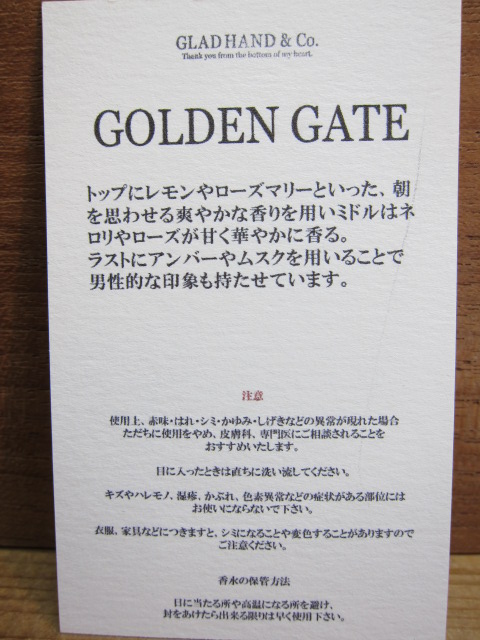 GLAD HAND & Co.
Thank you from the bottom of my heart.
GOLDEN GATE
トップにレモンやローズマリーといった、朝
を思わせる爽やかな香りを用いミドルはネ
ロリやローズが甘く華やかに香る。
ラストにアンバーやムスクを用いることで
男性的な印象も持たせています。
注意
使用上、赤味・はれ・シミ・かゆみ・しげきなどの異常が現れた場合
ただちに使用をやめ、皮膚科、専門医にご相談されることを
おすすめいたします。
目に入ったときは直ちに洗い流してください。
キズやハレモノ、湿疹、かぶれ、色素異常などの症状がある部位には
お使いにならないで下さい。
衣服、家具などにつきますと、シミになることや変色することがありますので
ご注意ください。
香水の保管方法
日に当たる所や高温になる所を避け、
封をあけたら出来る限りは早く使用下さい。